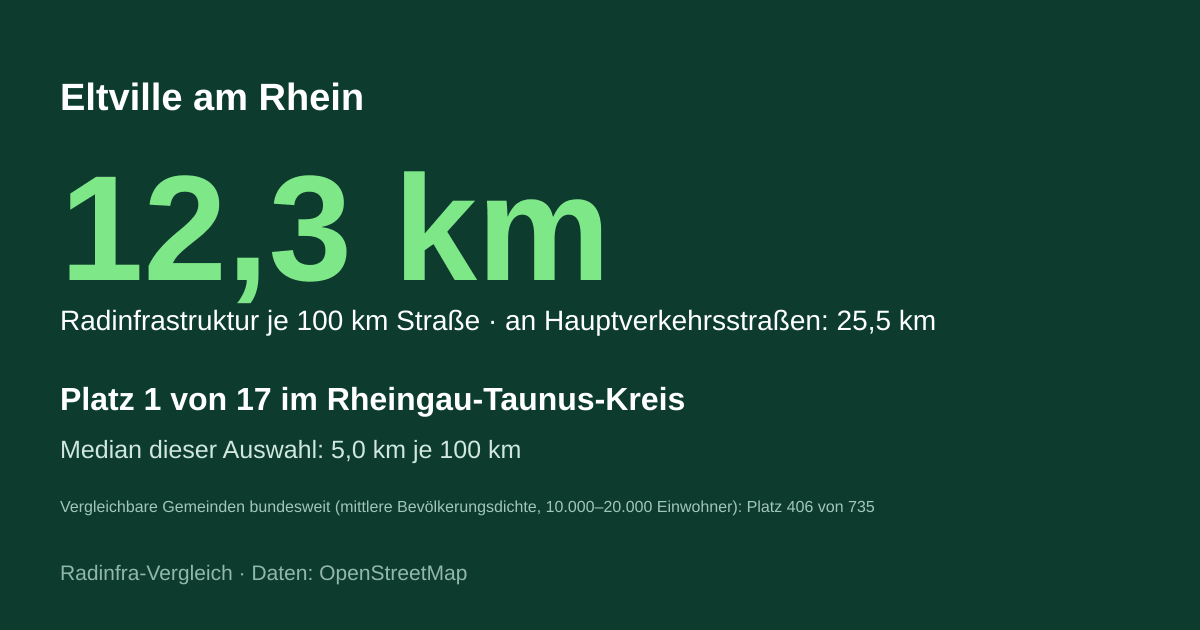 Eltville am Rhein
12,3 km
Radinfrastruktur je 100 km Straße · an Hauptverkehrsstraßen: 25,5 km
Platz 1 von 17 im Rheingau-Taunus-Kreis
Median dieser Auswahl: 5,0 km je 100 km
Vergleichbare Gemeinden bundesweit (mittlere Bevölkerungsdichte, 10.000–20.000 Einwohner): Platz 406 von 735
Radinfra-Vergleich · Daten: OpenStreetMap